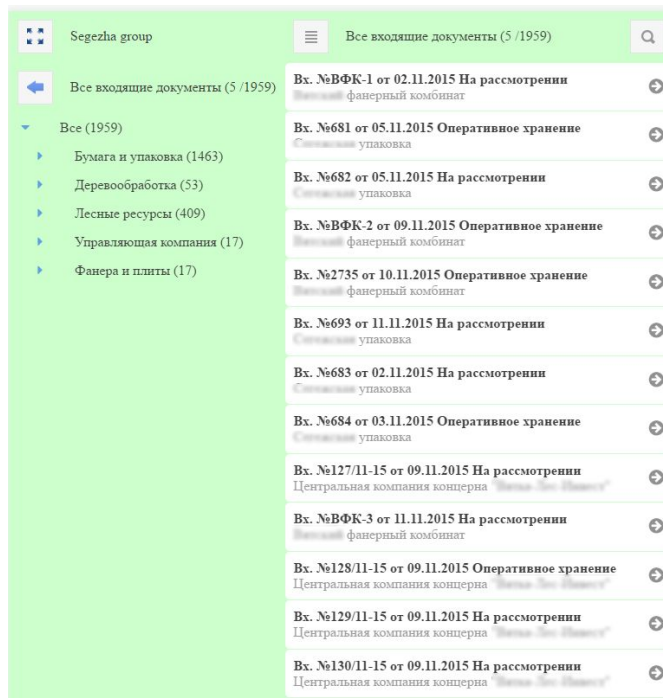 Segezha group
Все входящие документы (5 /1959)
Все (1959)
Бумага и упаковка (1463)
Деревообработка (53)
Лесные ресурсы (409)
Управляющая компания (17)
Фанера и плиты (17)
Все входящие документы (5 /1959)
Вх. №ВФК-1 от 02.11.2015 На рассмотрении
фанерный комбинат
Вх. №681 от 05.11.2015 Оперативное хранение
упаковка
Вх. №682 от 05.11.2015 На рассмотрении
упаковка
Вх. №ВФК-2 от 09.11.2015 Оперативное хранение
фанерный комбинат
Вх. №2735 от 10.11.2015 Оперативное хранение
фанерный комбинат
Вх. №693 от 11.11.2015 На рассмотрении
упаковка
Вх. №683 от 02.11.2015 На рассмотрении
упаковка
Вх. №684 от 03.11.2015 Оперативное хранение
упаковка
Вх. №127/11-15 от 09.11.2015 На рассмотрении
Центральная компания концерна
Вх. №ВФК-3 от 11.11.2015 На рассмотрении
фанерный комбинат
Вх. №128/11-15 от 09.11.2015 Оперативное хранение
Центральная компания концерна
Вх. №129/11-15 от 09.11.2015 На рассмотрении
Центральная компания концерна
Вх. №130/11-15 от 09.11.2015 На рассмотрении
Центральная компания концерна